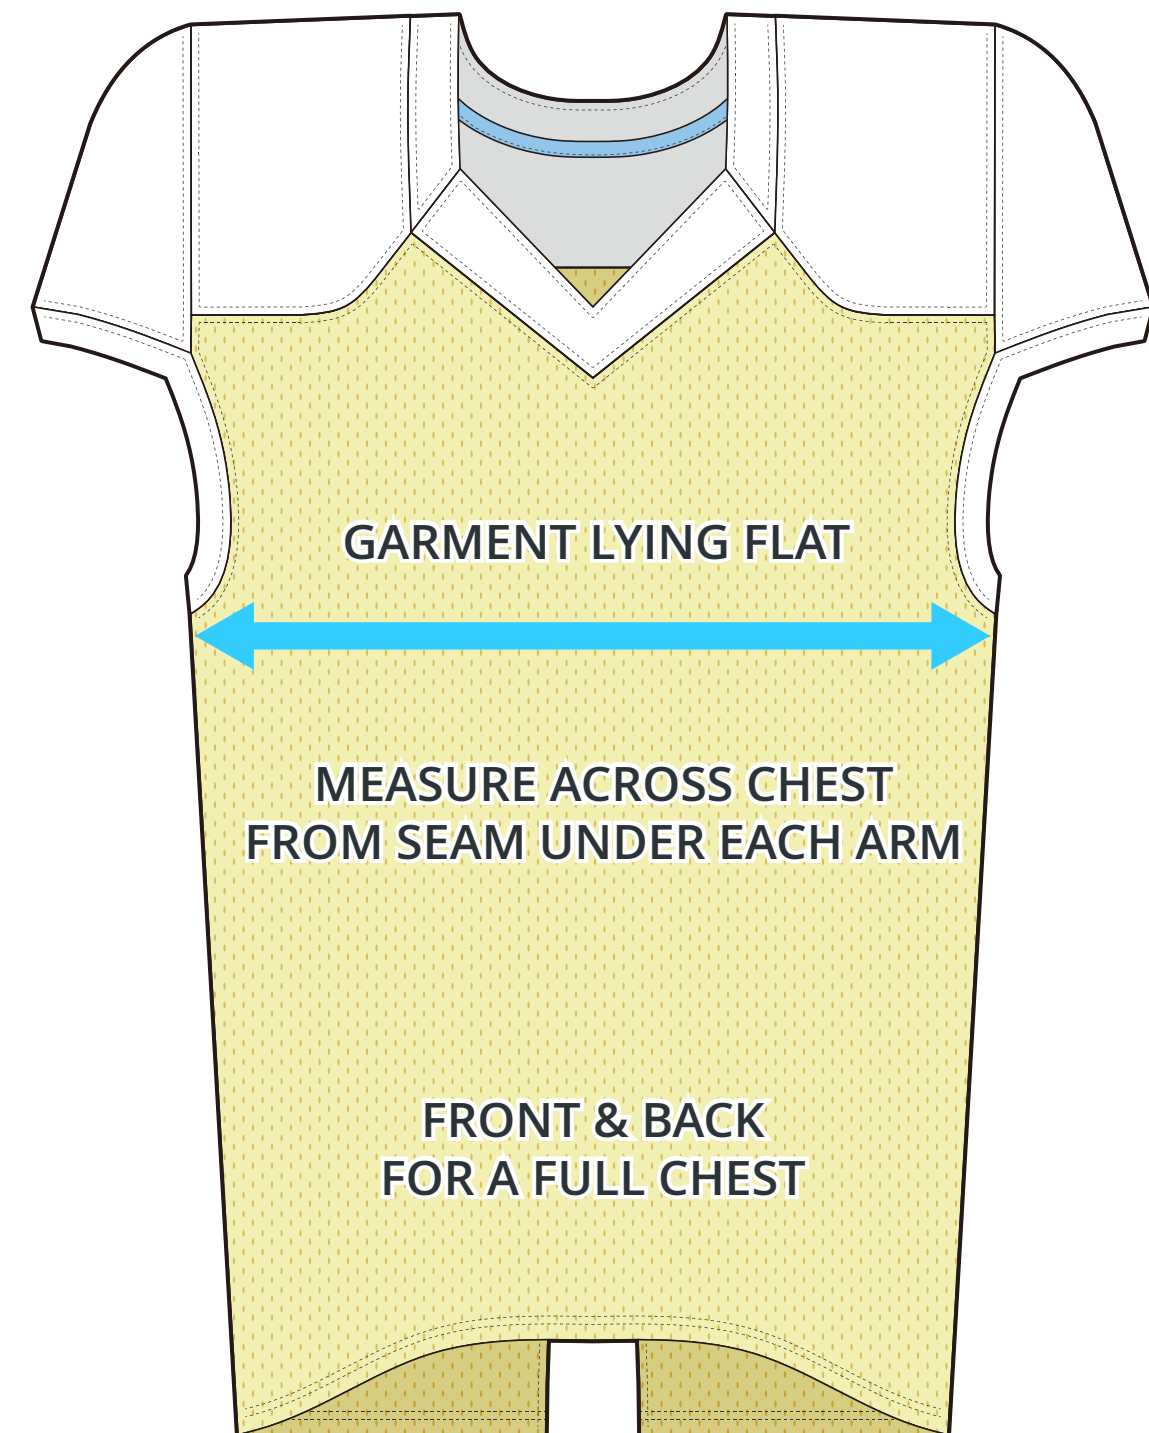 GARMENT LYING FLAT
MEASURE ACROSS CHEST
FROM SEAM UNDER EACH ARM
FRONT & BACK
FOR A FULL CHEST